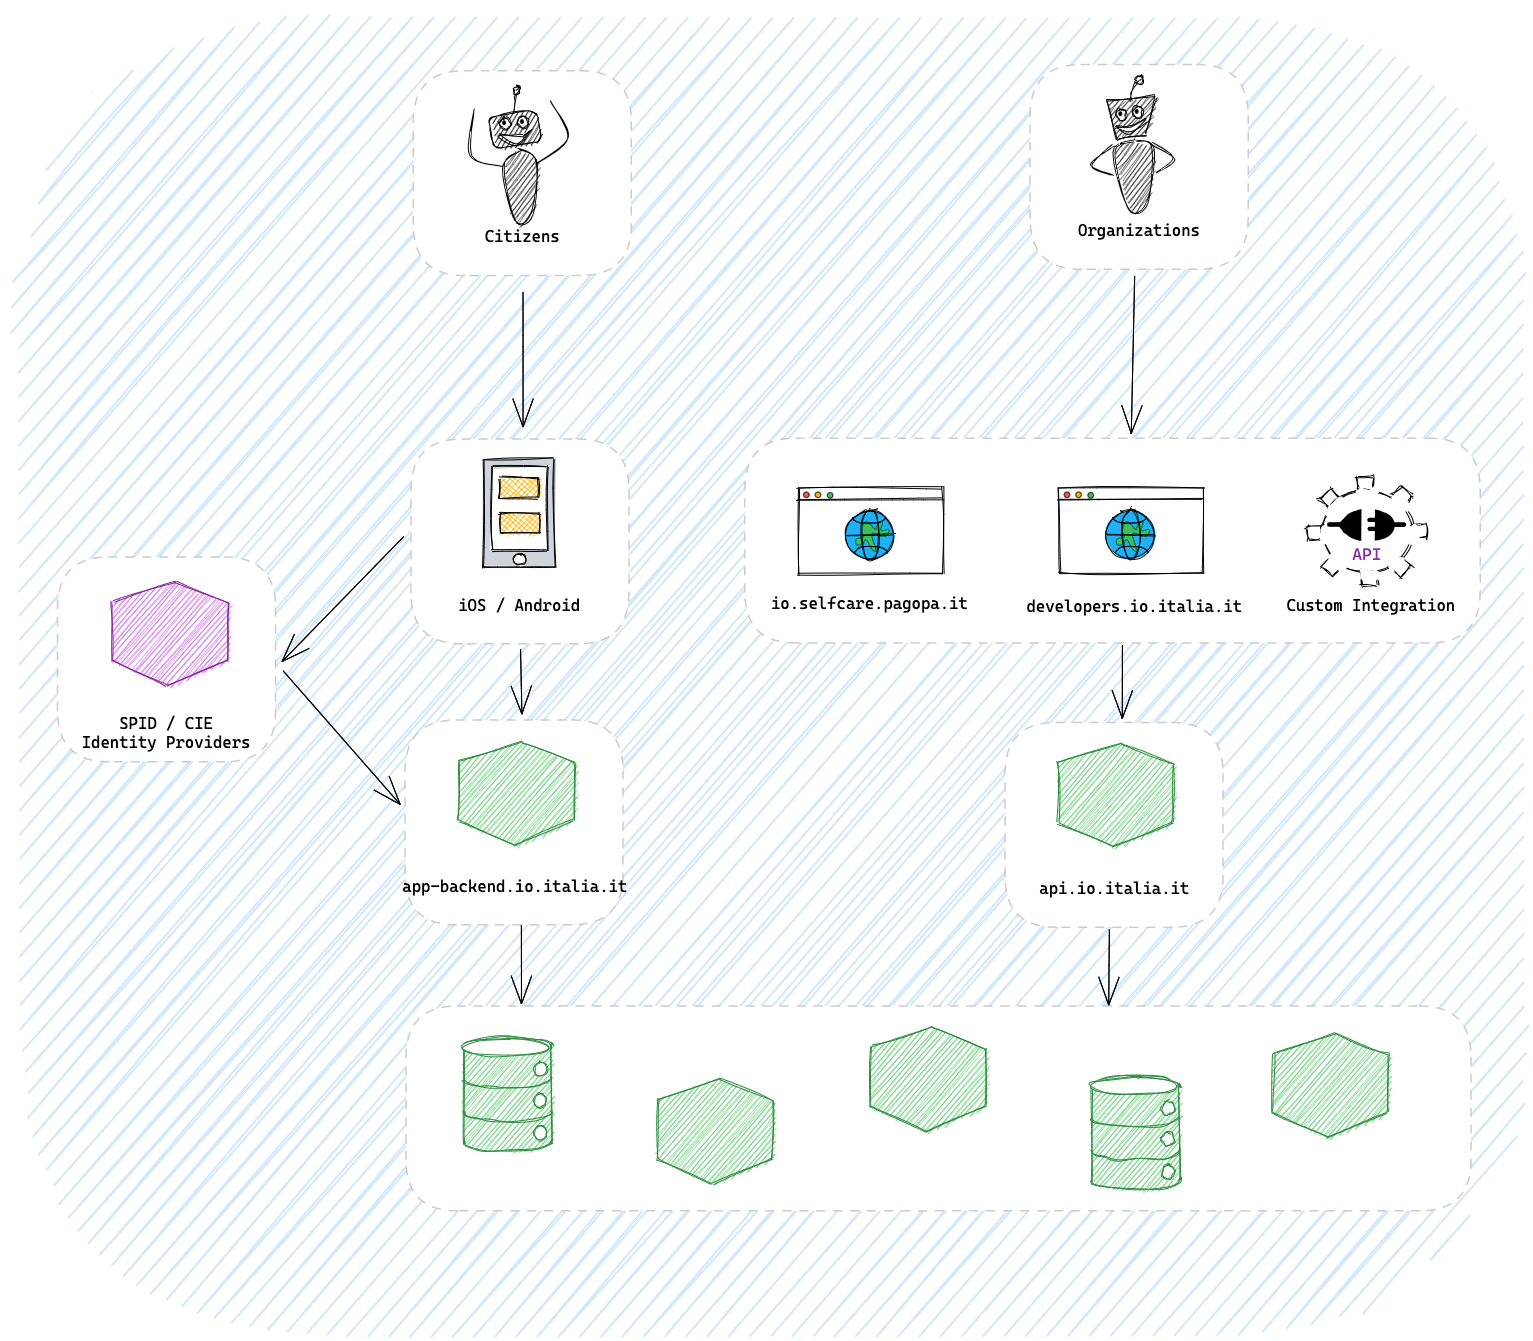 Citizens
Organizations
iOS / Android
io.selfcare.pagopa.it
developers.io.italia.it
API
Custom Integration
SPID / CIE
Identity Providers
app-backend.io.italia.it
api.io.italia.it